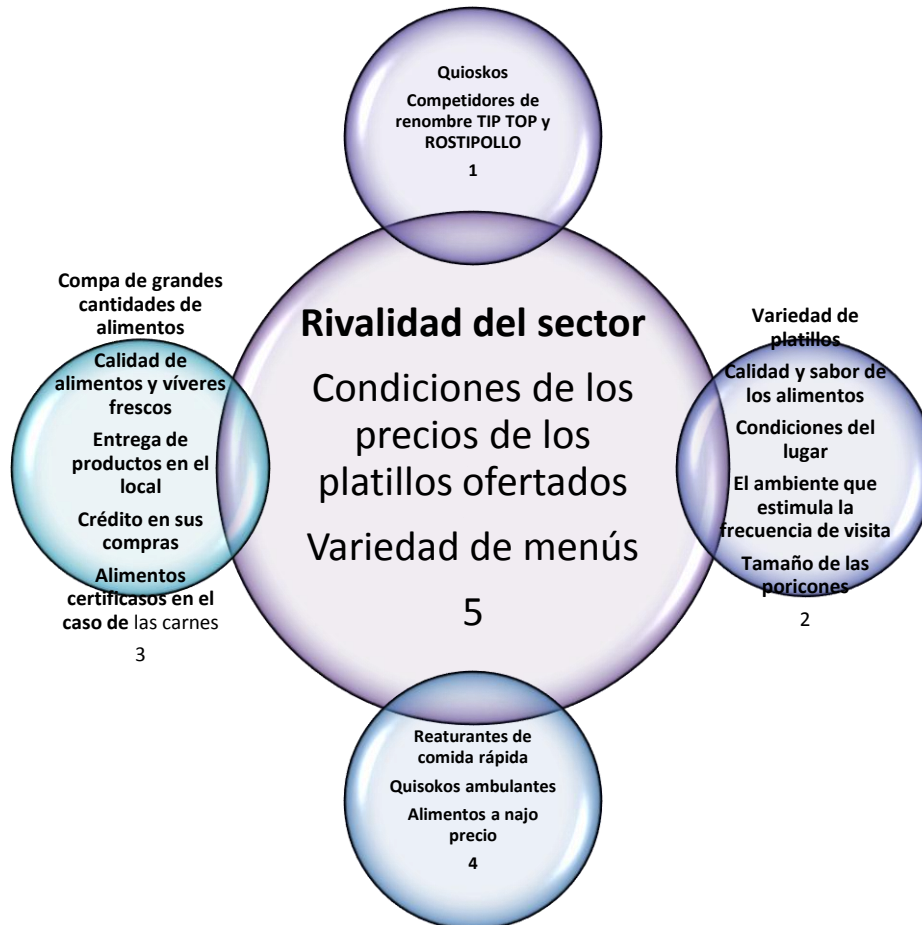 Quioskos
Competidores de
renombre TIP TOP y
ROSTIPOLLO
1
Rivalidad del sector
Condiciones de los
precios de los
platillos ofertados
Variedad de menús
5
Variedad de
platillos
Calidad y sabor de
los alimentos
Condiciones del
lugar
El ambiente que
estimula la
frecuencia de visita
Tamaño de las
poricones
2
Compa de grandes
cantidades de
alimentos
Calidad de
alimentos y víveres
frescos
Entrega de
productos en el
local
Crédito en sus
compras
Alimentos
certificasos en el
caso de las carnes
3
Reaturantes de
comida rápida
Quisokos ambulantes
Alimentos a najo
precio
4